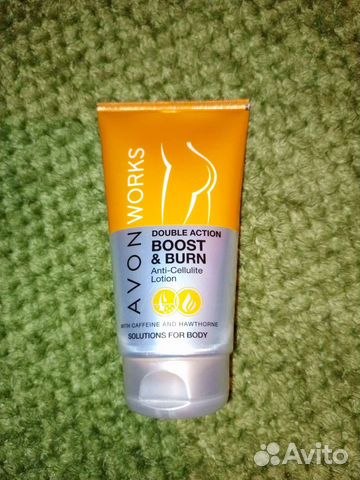 AVON WORKS
DOUBLE ACTION
BOOST
& BURN
Anti-Cellulite
Lotion
WITH CAFFEINE AND HAWTHORNE
SOLUTIONS FOR BODY
Avito